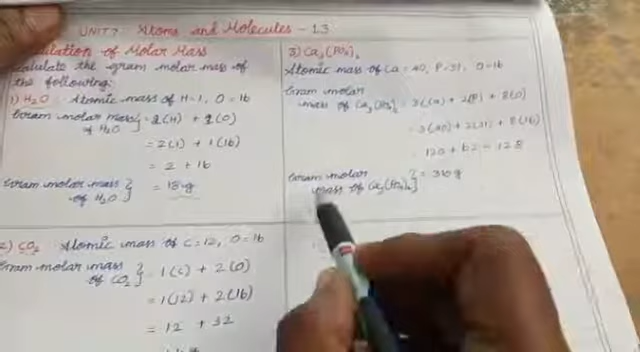 UNIT 7 Atoms and Molecules - 13
Calculation of Molar Mass
Calculate the gram molar mass of
the following:
1) H2O: Atomic mass of H=1, O=16
Gram molar mass of H2O } = 2(H) + 1(O)
= 2(1) + 1(16)
= 2 + 16
Gram molar mass of H2O } = 18 g
2) CO2 Atomic mass of C=12, O=16
Gram molar mass of CO2 } = 1(C) + 2(O)
= 1(12) + 2(16)
= 12 + 32
3) Ca3(PO4)2
Atomic mass of Ca = 40, P=31, O=16
Gram molar
mass of Ca3(PO4)2 = 3(Ca) + 2(P) + 8(O)
= 3(40) + 2(31) + 8(16)
= 120 + 62 + 128
Gram molar
mass of Ca3(PO4)2 } = 310 g